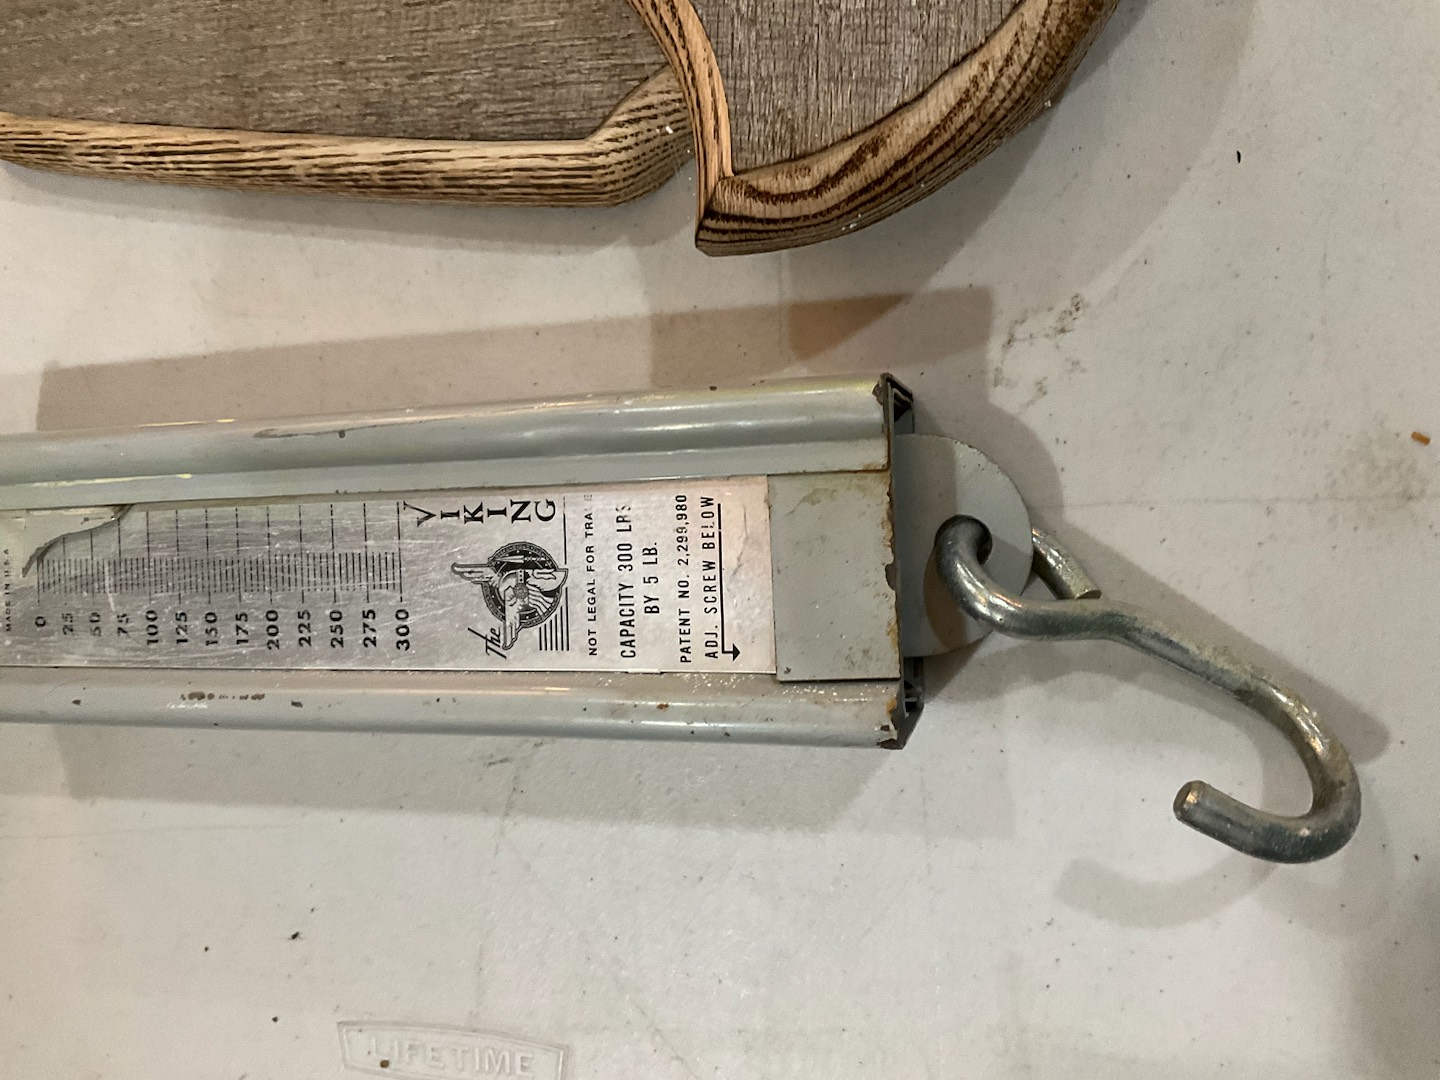 The
VIKING
NOT LEGAL FOR TRADE
CAPACITY 300 LBS
BY 5 LB.
PATENT NO. 2,299,980
ADJ. SCREW BELOW
300
275
250
225
200
175
150
125
100
75
50
25
0
MADE IN U.S.A
LIFETIME